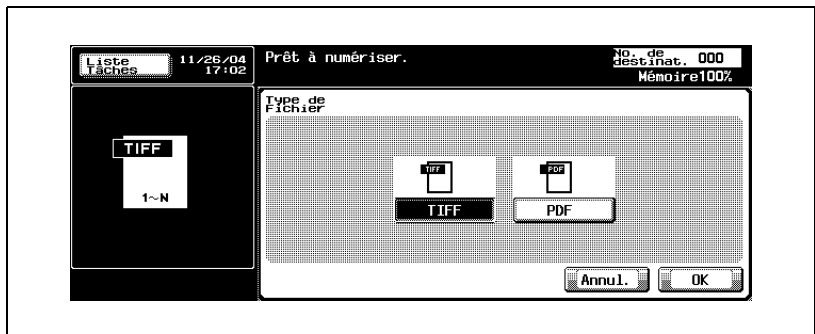 Liste
Tâches
11/26/04
17:02
Prêt à numériser.
No. de
destinat. 000
Mémoire100%
TIFF
1~N
Type de
Fichier
TIFF
PDF
TIFF
PDF
Annul.
OK